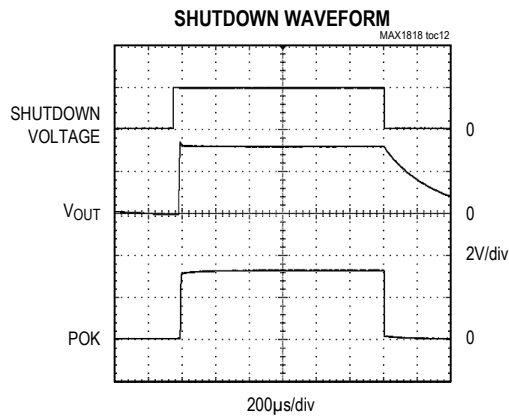 SHUTDOWN WAVEFORM
MAX1818 toc12
SHUTDOWN
VOLTAGE
0
VOUT
0
2V/div
POK
0
200µs/div